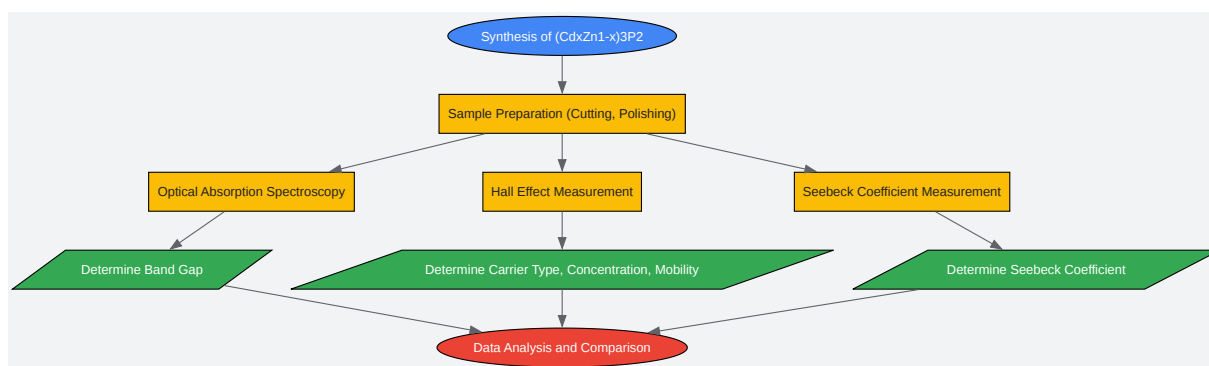 Synthesis of (CdxZn1-x)3P2
Sample Preparation (Cutting, Polishing)
Optical Absorption Spectroscopy
Hall Effect Measurement
Seebeck Coefficient Measurement
Determine Band Gap
Determine Carrier Type, Concentration, Mobility
Determine Seebeck Coefficient
Data Analysis and Comparison